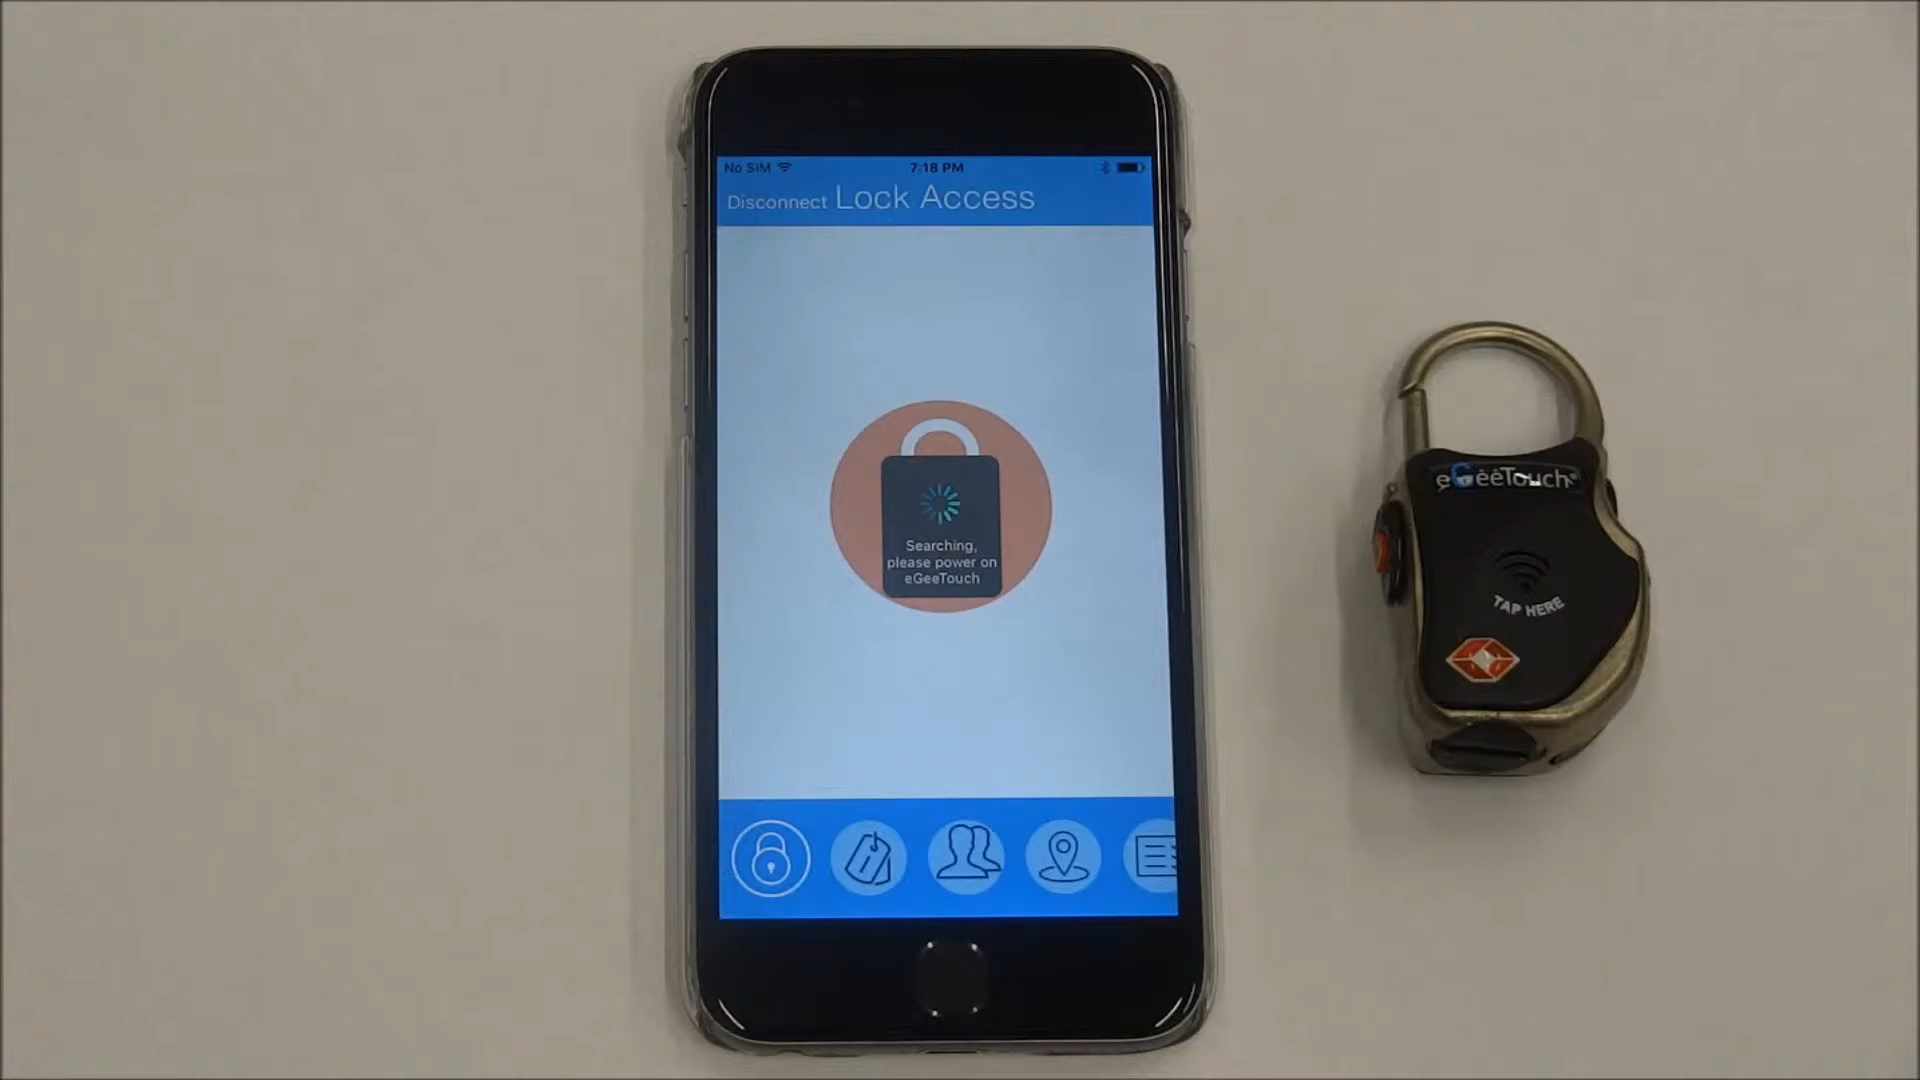 No SIM
7:18 PM
Disconnect Lock Access
Searching,
please power on
eGeeTouch
eGeeTouch®
TAP HERE